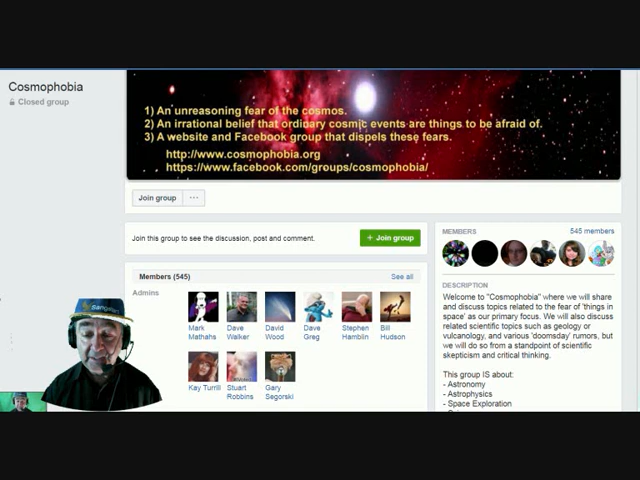 Cosmophobia
Closed group
1) An unreasoning fear of the cosmos.
2) An irrational belief that ordinary cosmic events are things to be afraid of.
3) A website and Facebook group that dispels these fears.
http://www.cosmophobia.org
https://www.facebook.com/groups/cosmophobia/
Join group
Join this group to see the discussion, post and comment.
+ Join group
Members (545)
See all
Admins
Mark Mathahs
Dave Walker
David Wood
Dave Greg
Stephen Hamblin
Bill Hudson
Kay Turrill
Stuart Robbins
Gary Segorski
MEMBERS
545 members
DESCRIPTION
Welcome to "Cosmophobia" where we will share
and discuss topics related to the fear of 'things in
space' as our primary focus. We will also discuss
related scientific topics such as geology or
vulcanology, and various 'doomsday' rumors, but
we will do so from a standpoint of scientific
skepticism and critical thinking.
This group IS about:
- Astronomy
- Astrophysics
- Space Exploration